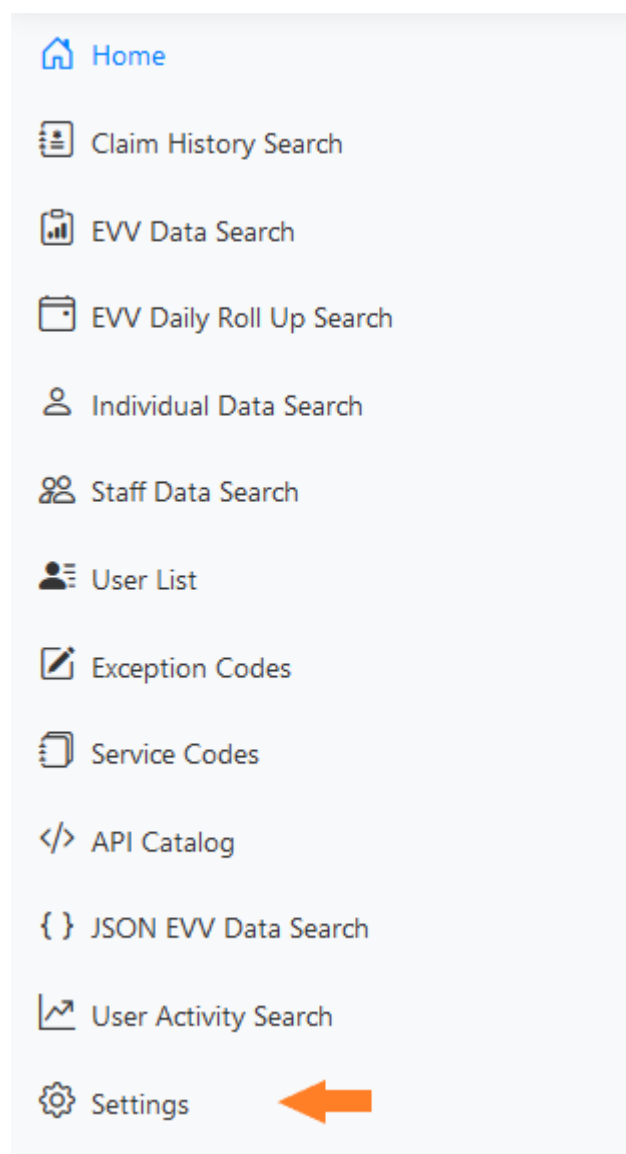 Home
Claim History Search
EVV Data Search
EVV Daily Roll Up Search
Individual Data Search
Staff Data Search
User List
Exception Codes
Service Codes
API Catalog
JSON EVV Data Search
User Activity Search
Settings